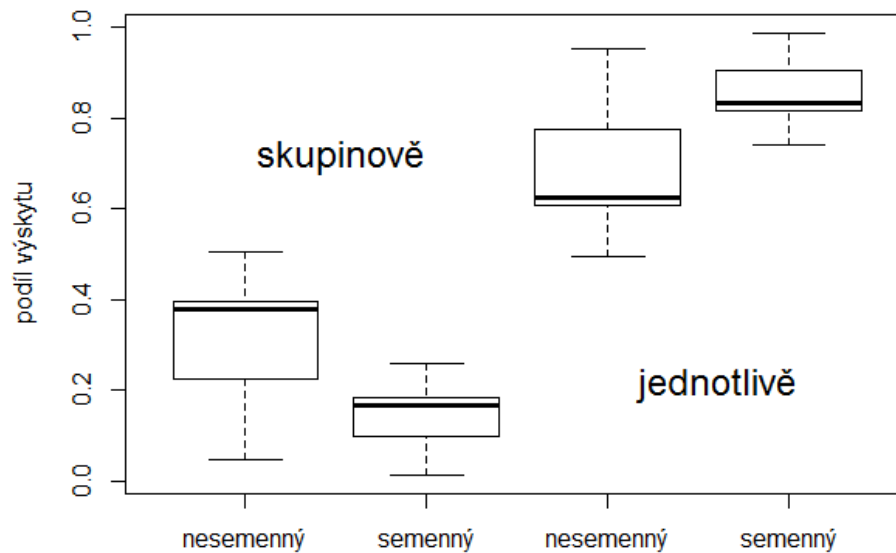 1.0
0.8
0.6
0.4
0.2
0.0
podíl výskytu
skupinově
jednotlivě
nesemenný semenný nesemenný semenný